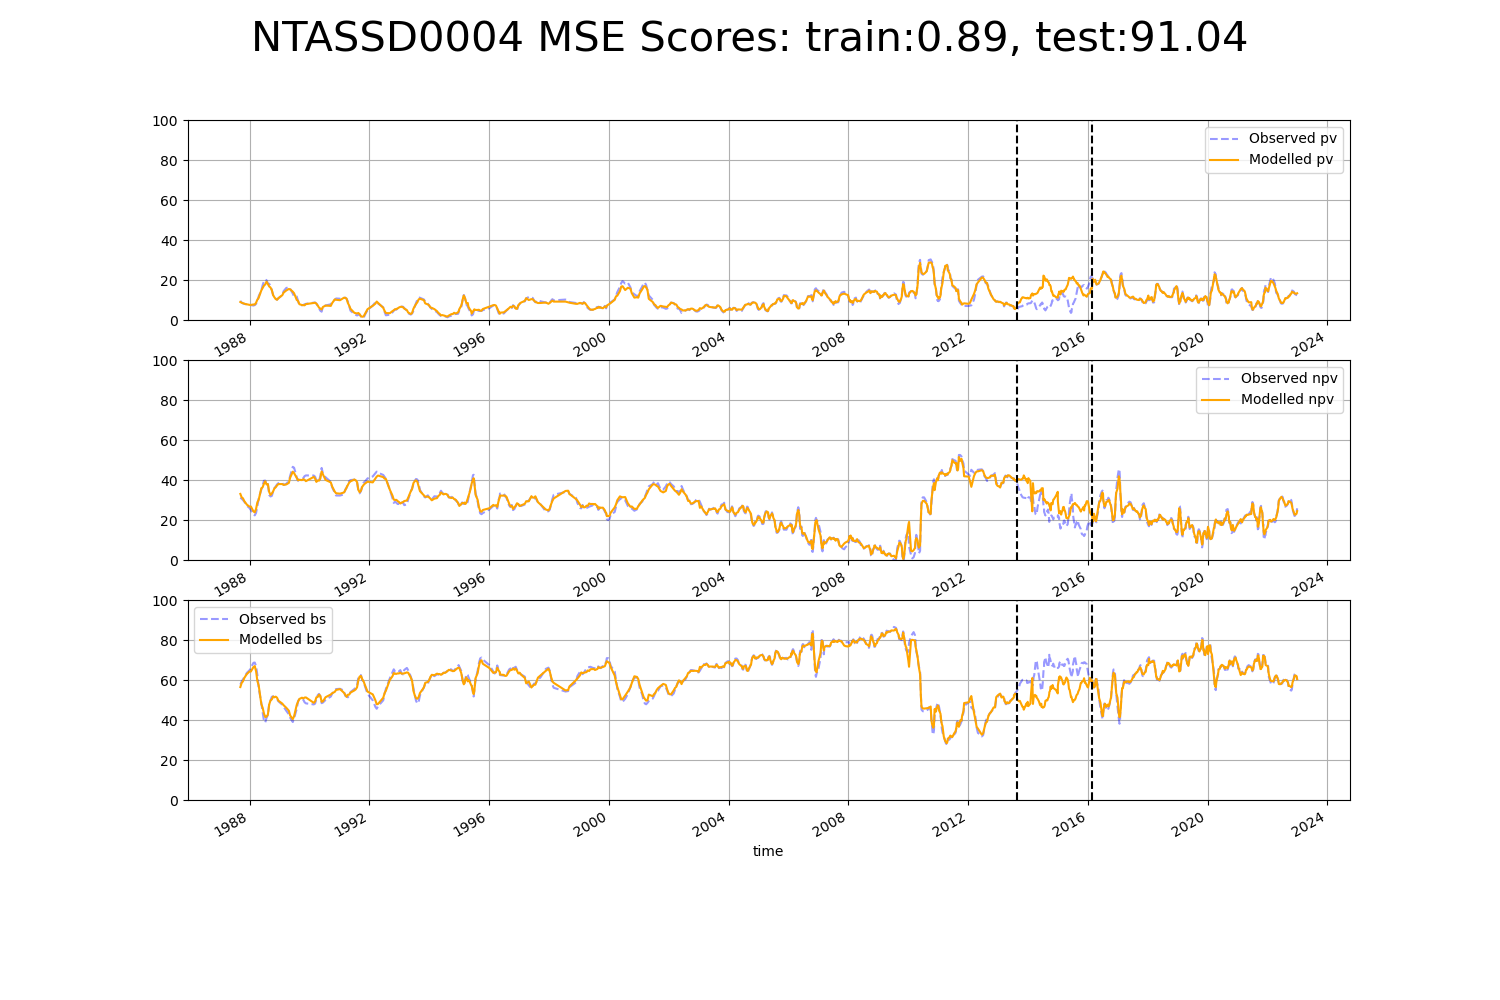 NTASSD0004 MSE Scores: train:0.89, test:91.04
100
80
60
40
20
0
Observed pv
Modelled pv
1988 1992 1996 2000 2004 2008 2012 2016 2020 2024
100
80
60
40
20
0
Observed npv
Modelled npv
1988 1992 1996 2000 2004 2008 2012 2016 2020 2024
100
80
60
40
20
0
Observed bs
Modelled bs
1988 1992 1996 2000 2004 2008 2012 2016 2020 2024
time